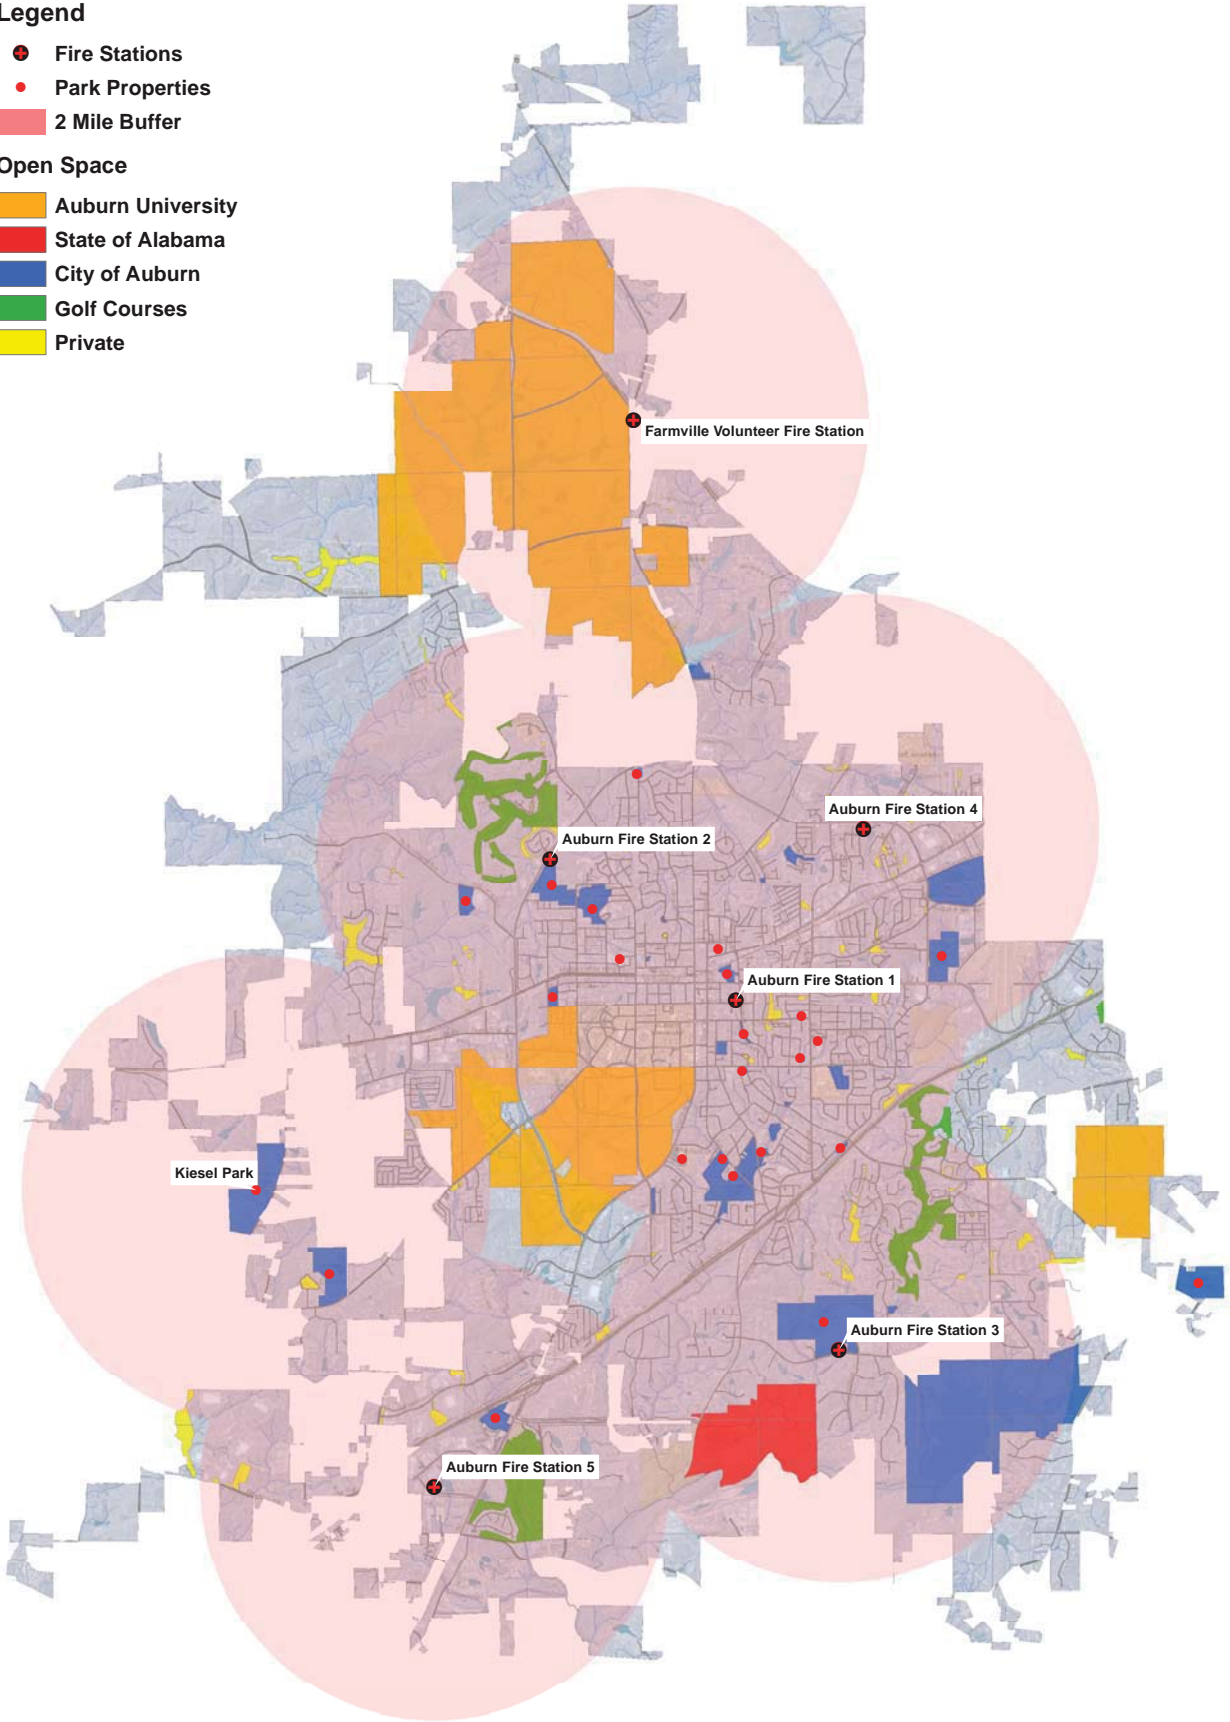 Legend
Fire Stations
Park Properties
2 Mile Buffer
Open Space
Auburn University
State of Alabama
City of Auburn
Golf Courses
Private
Farmville Volunteer Fire Station
Auburn Fire Station 4
Auburn Fire Station 2
Auburn Fire Station 1
Kiesel Park
Auburn Fire Station 3
Auburn Fire Station 5